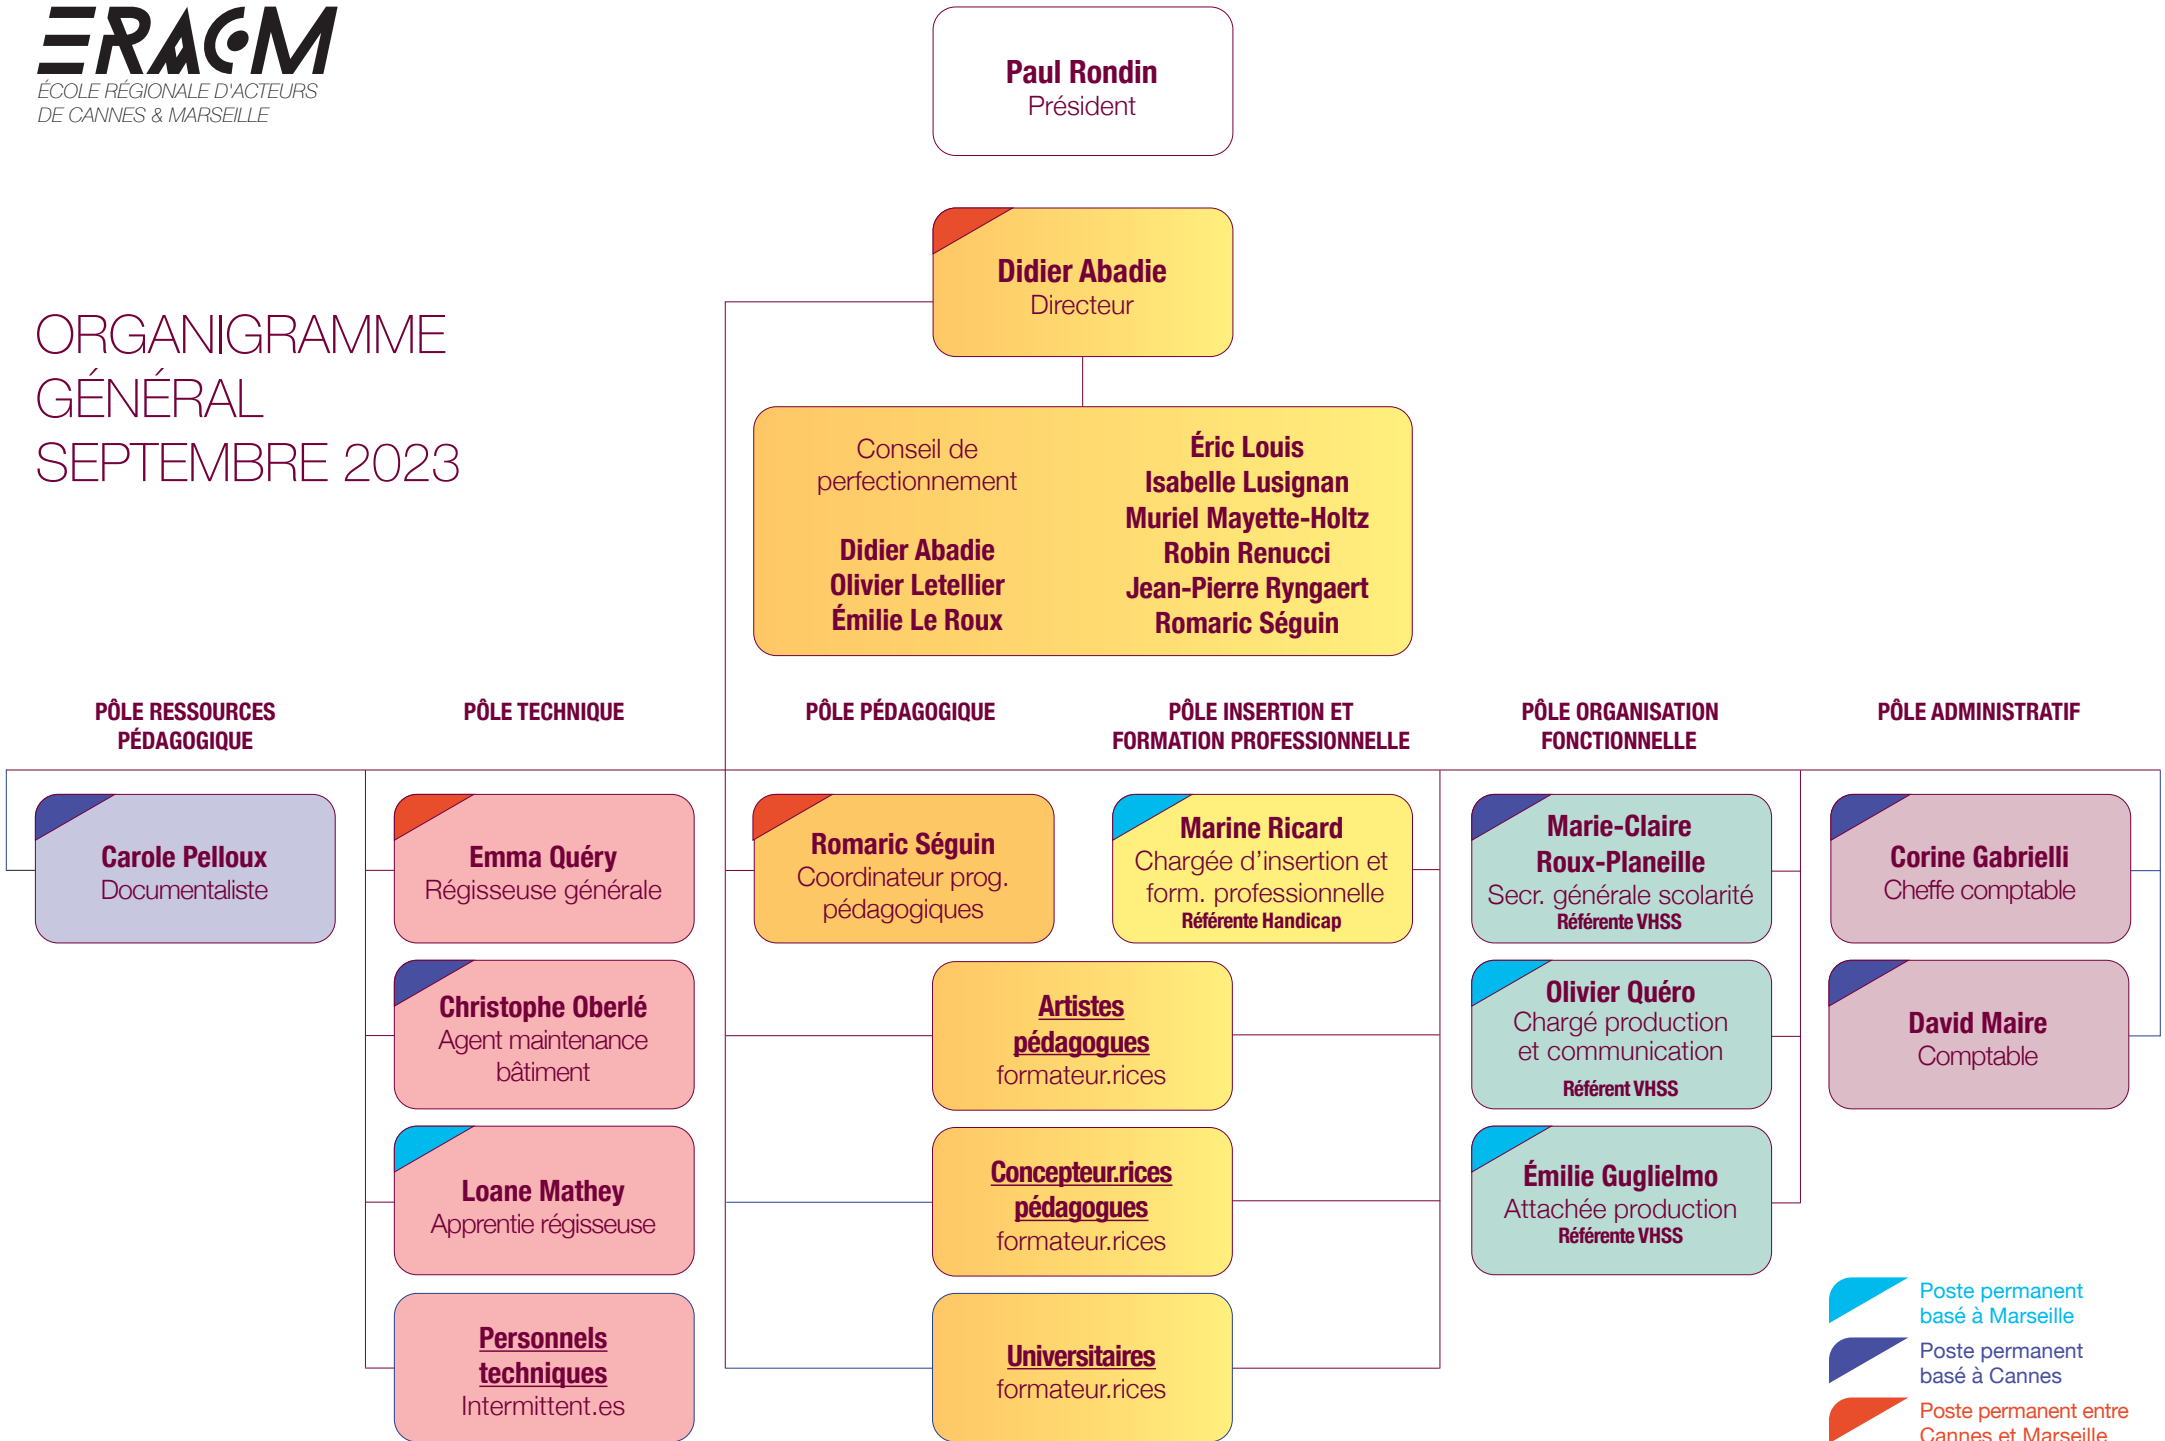 ERACM
ÉCOLE RÉGIONALE D'ACTEURS
DE CANNES & MARSEILLE
Paul Rondin
Président
Didier Abadie
Directeur
ORGANIGRAMME
GÉNÉRAL
SEPTEMBRE 2023
Conseil de
perfectionnement
Didier Abadie
Olivier Letellier
Émilie Le Roux
Éric Louis
Isabelle Lusignan
Muriel Mayette-Holtz
Robin Renucci
Jean-Pierre Ryngaert
Romaric Séguin
PÔLE RESSOURCES
PÉDAGOGIQUE
Carole Pelloux
Documentaliste
PÔLE TECHNIQUE
Emma Quéry
Régisseuse générale
Christophe Oberlé
Agent maintenance
bâtiment
Loane Mathey
Apprentie régisseuse
Personnels
techniques
Intermittent.es
PÔLE PÉDAGOGIQUE
Romaric Séguin
Coordinateur prog.
pédagogiques
PÔLE INSERTION ET
FORMATION PROFESSIONNELLE
Marine Ricard
Chargée d'insertion et
form. professionnelle
Référente Handicap
Artistes
pédagogues
formateur.rices
Concepteur.rices
pédagogues
formateur.rices
Universitaires
formateur.rices
PÔLE ORGANISATION
FONCTIONNELLE
Marie-Claire
Roux-Planeille
Secr. générale scolarité
Référente VHSS
Olivier Quéro
Chargé production
et communication
Référent VHSS
Émilie Guglielmo
Attachée production
Référente VHSS
PÔLE ADMINISTRATIF
Corine Gabrielli
Cheffe comptable
David Maire
Comptable
Poste permanent
basé à Marseille
Poste permanent
basé à Cannes
Poste permanent entre
Cannes et Marseille